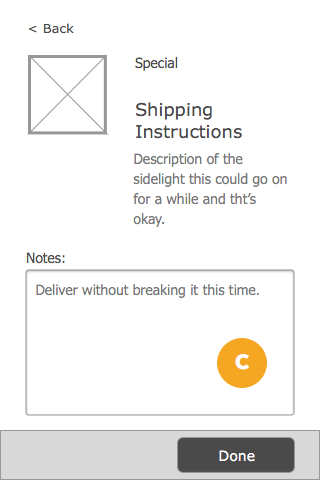 < Back
Special
Shipping
Instructions
Description of the
sidelight this could go on
for a while and tht’s
okay.
Notes:
Deliver without breaking it this time.
C
Done